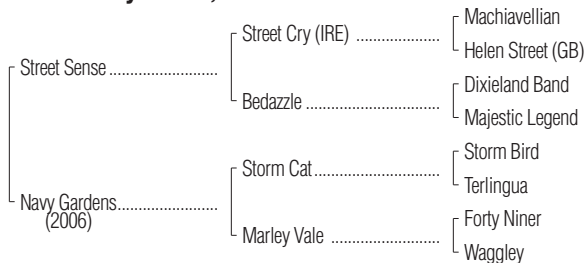 Machiavellian
Street Cry (IRE) ....................
Helen Street (GB)
Street Sense ..........................
Dixieland Band
Bedazzle ................................
Majestic Legend
Storm Bird
Storm Cat..............................
Terlingua
Navy Gardens........................
(2006)
Forty Niner
Marley Vale ..........................
Waggley